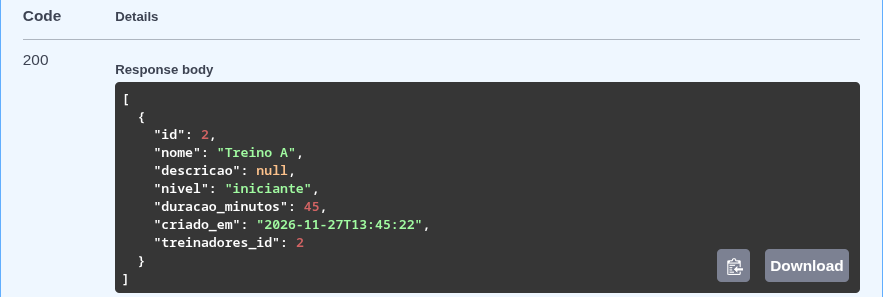 Code Details
200
Response body
[
  {
    "id": 2,
    "nome": "Treino A",
    "descricao": null,
    "nivel": "iniciante",
    "duracao_minutos": 45,
    "criado_em": "2026-11-27T13:45:22",
    "treinadores_id": 2
  }
]
Download